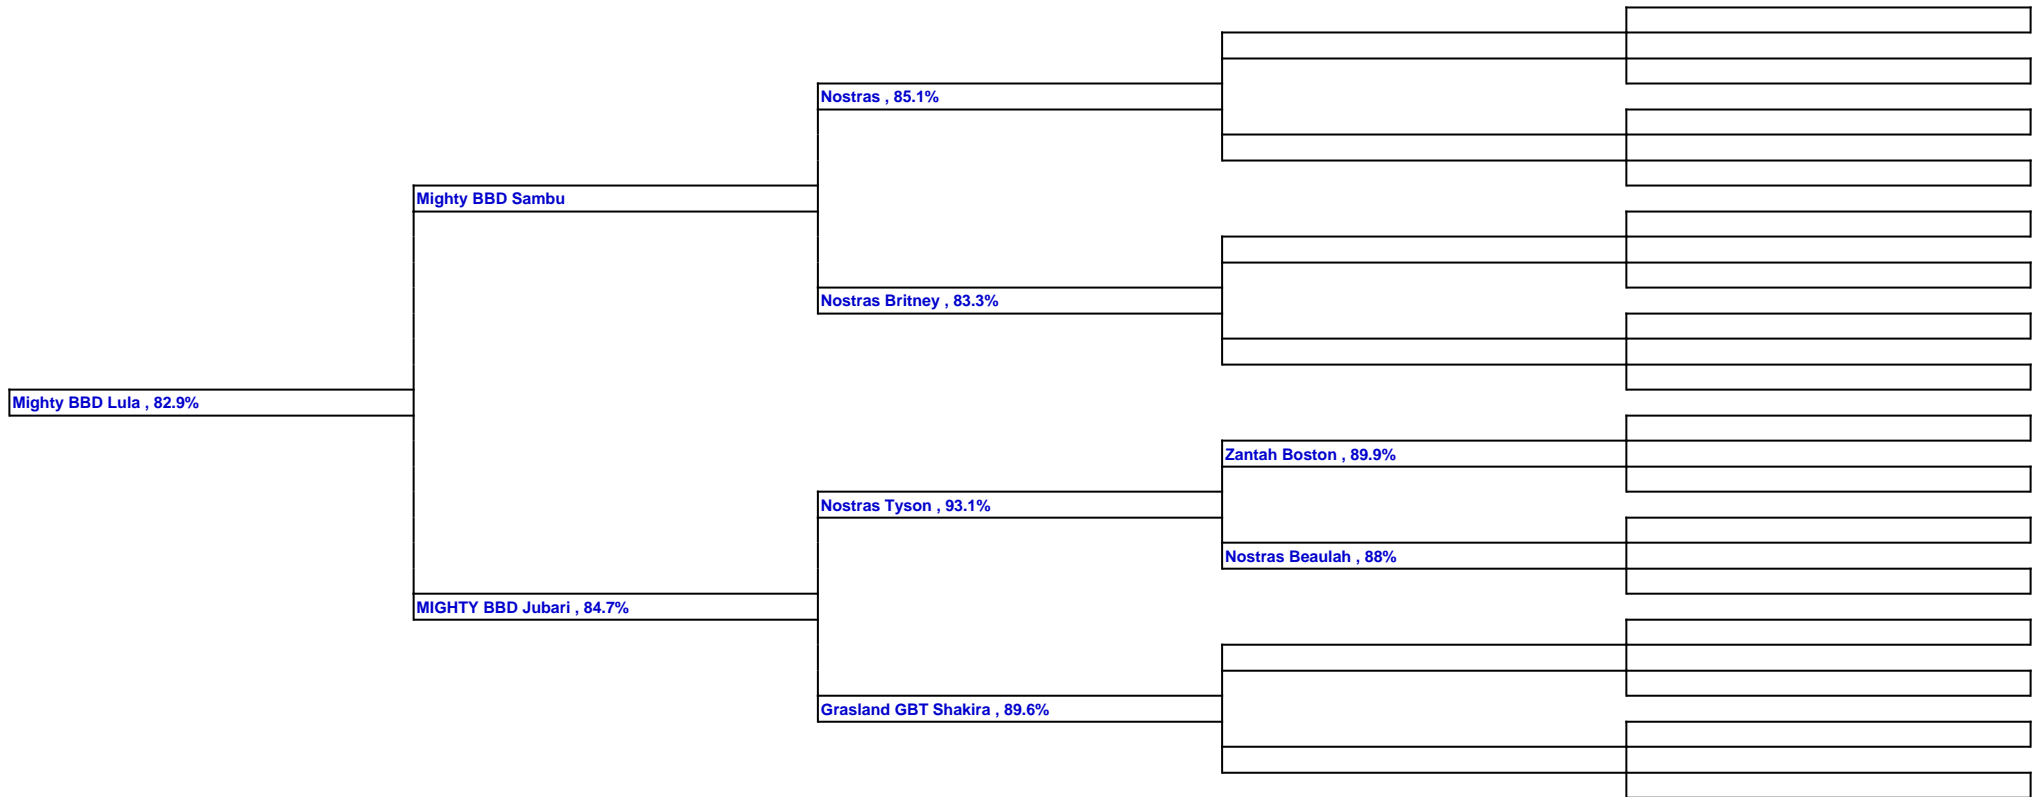 Nostras , 85.1%
Mighty BBD Sambu
Nostras Britney , 83.3%
Mighty BBD Lula , 82.9%
Zantah Boston , 89.9%
Nostras Tyson , 93.1%
Nostras Beaulah , 88%
MIGHTY BBD Jubari , 84.7%
Grasland GBT Shakira , 89.6%